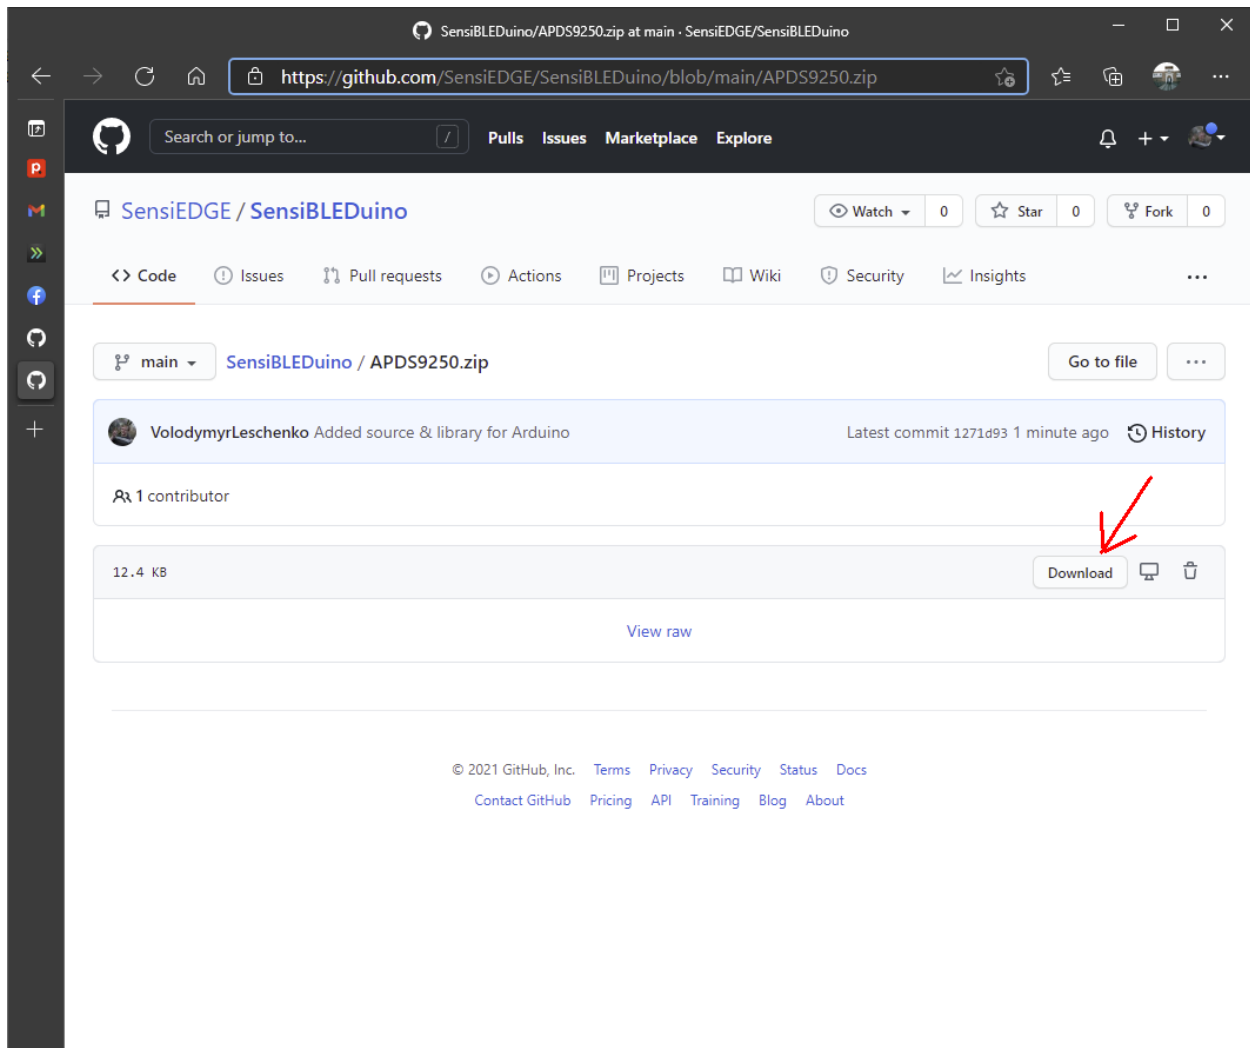 SensiBLEDuino/APDS9250.zip at main · SensiEDGE/SensiBLEDuino
https://github.com/SensiEDGE/SensiBLEDuino/blob/main/APDS9250.zip
Search or jump to... / Pulls Issues Marketplace Explore
SensiEDGE / SensiBLEDuino Watch 0 Star 0 Fork 0
Code Issues Pull requests Actions Projects Wiki Security Insights
main SensiBLEDuino / APDS9250.zip Go to file
VolodymyrLeschenko Added source & library for Arduino Latest commit 1271d93 1 minute ago History
1 contributor
12.4 KB Download
View raw
© 2021 GitHub, Inc. Terms Privacy Security Status Docs
Contact GitHub Pricing API Training Blog About